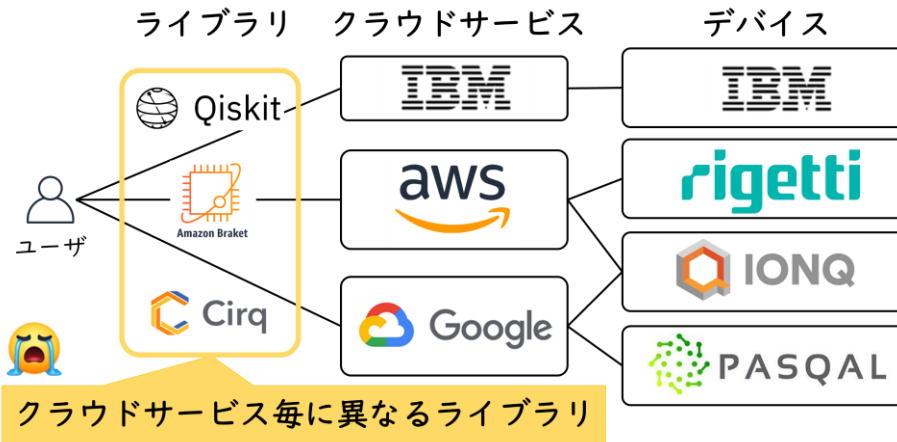 ライブラリ
クラウドサービス
デバイス
Qiskit
IBM
IBM
aws
rigetti
Amazon Braket
ユーザ
IONQ
Cirq
Google
PASQAL
クラウドサービス毎に異なるライブラリ